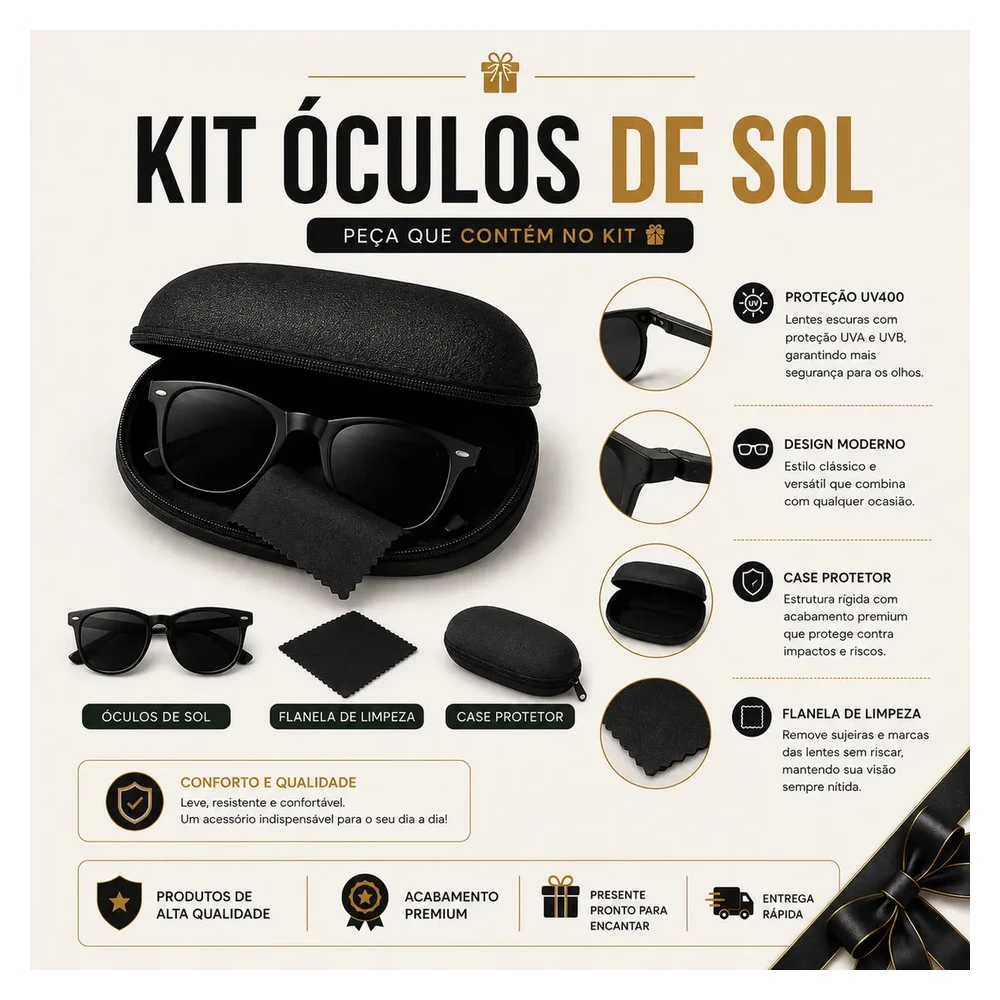 KIT ÓCULOS DE SOL
PEÇA QUE CONTÉM NO KIT
UV
PROTEÇÃO UV400
Lentes escuras com
proteção UVA e UVB,
garantindo mais
segurança para os olhos.
DESIGN MODERNO
Estilo clássico e
versátil que combina
com qualquer ocasião.
CASE PROTETOR
Estrutura rígida com
acabamento premium
que protege contra
impactos e riscos.
FLANELA DE LIMPEZA
Remove sujeiras e marcas
das lentes sem riscar,
mantendo sua visão
sempre nítida.
ÓCULOS DE SOL
FLANELA DE LIMPEZA
CASE PROTETOR
CONFORTO E QUALIDADE
Leve, resistente e confortável.
Um acessório indispensável para o seu dia a dia!
PRODUTOS DE
ALTA QUALIDADE
ACABAMENTO
PREMIUM
PRESENTE
PRONTO PARA
ENCANTAR
ENTREGA
RÁPIDA